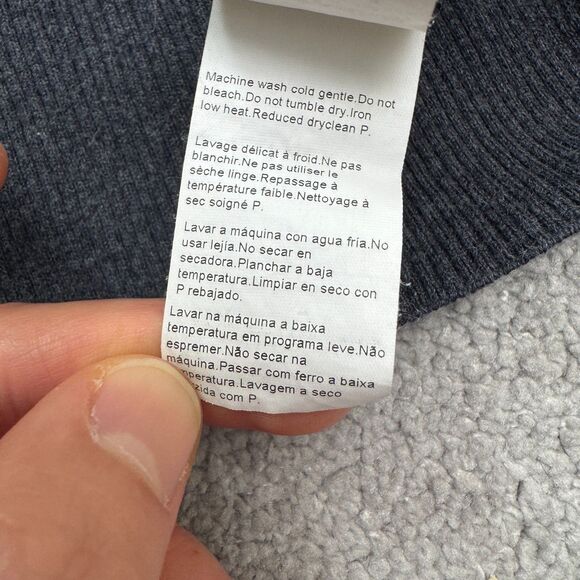 Machine wash cold gentle.Do not
bleach.Do not tumble dry.Iron
low heat.Reduced dryclean P.
Lavage délicat à froid.Ne pas
blanchir.Ne pas utiliser le
sèche linge.Repassage à
température faible.Nettoyage à
sec soigné P.
Lavar a máquina con agua fría.No
usar lejía.No secar en
secadora.Planchar a baja
temperatura.Limpiar en seco con
P rebajado.
Lavar na máquina a baixa
temperatura em programa leve.Não
espremer.Não secar na
máquina.Passar com ferro a baixa
Lavagem a seco
com P.